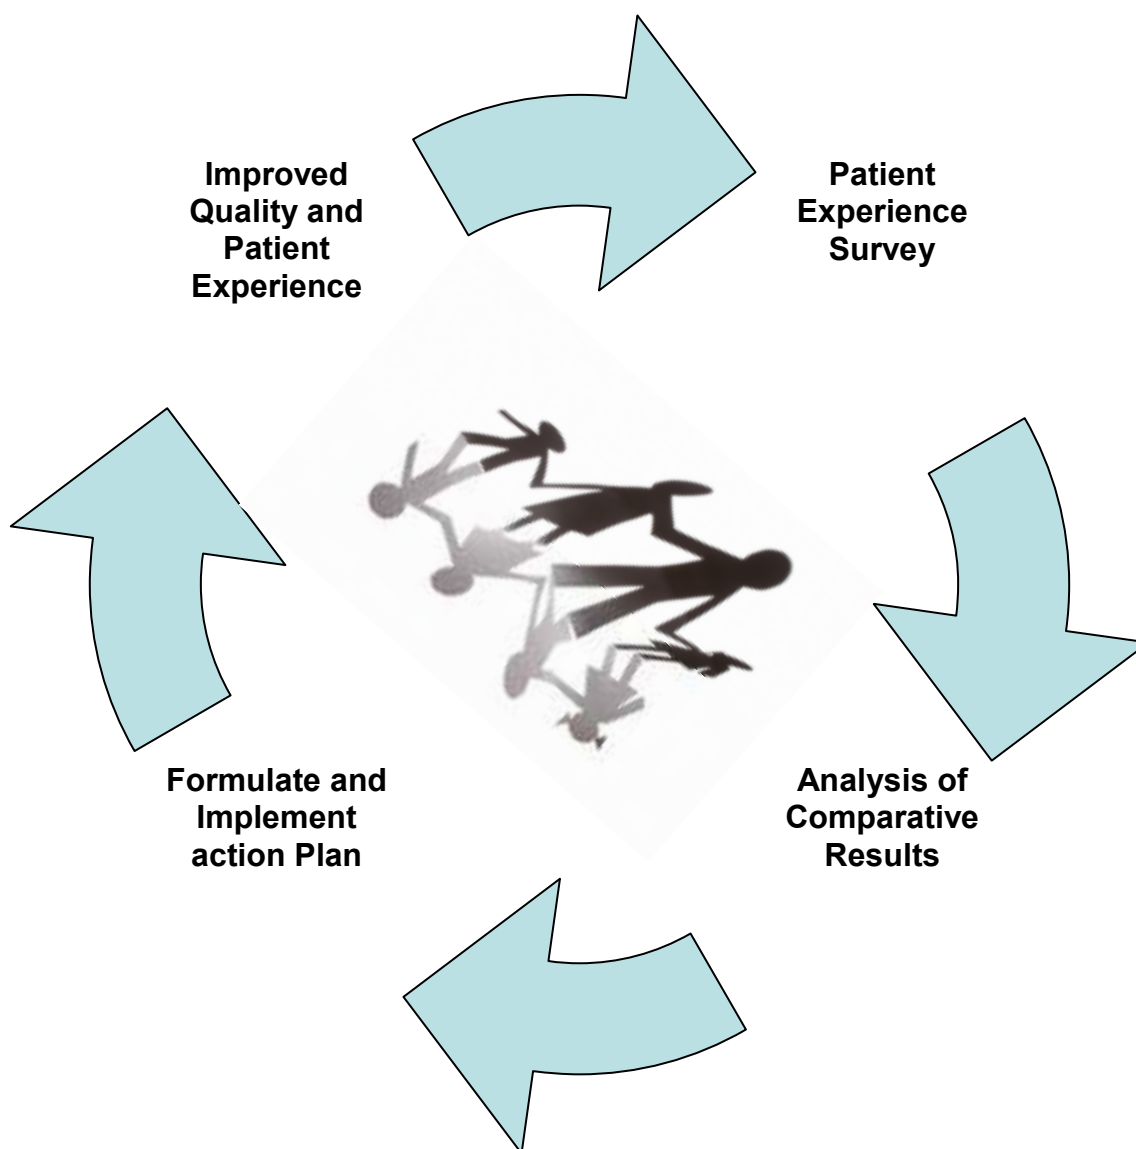 Improved
Quality and
Patient
Experience
Patient
Experience
Survey
Analysis of
Comparative
Results
Formulate and
Implement
action Plan